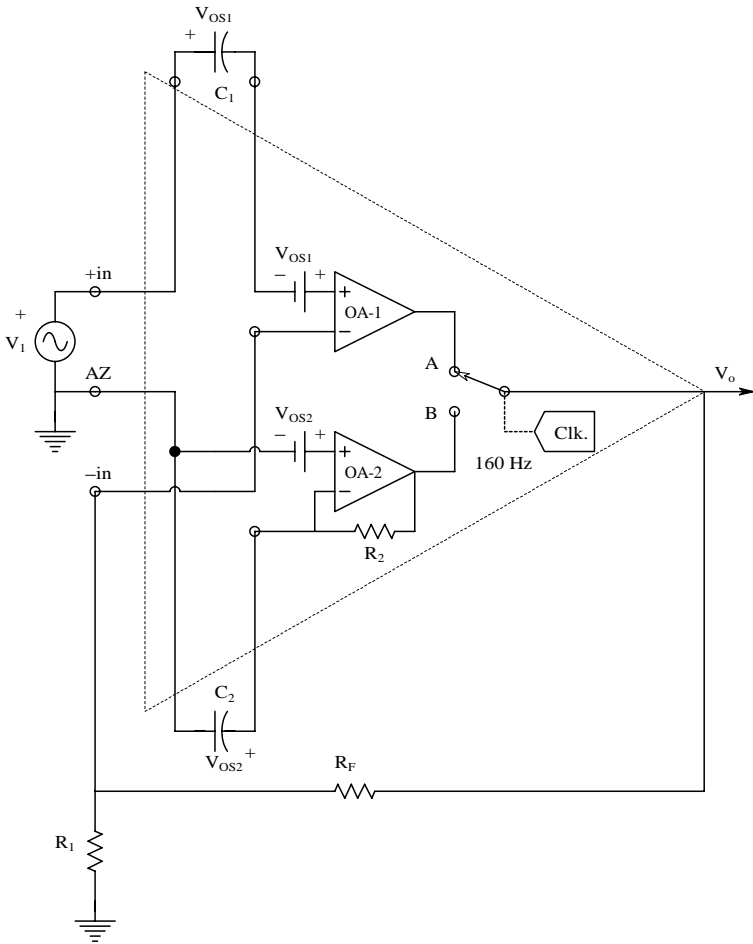 V_OS1
+
C_1
V_OS1
− +
+in
+
OA-1
−
+
V_1
A
V_o
AZ
V_OS2
− +
B
Clk.
+
OA-2
−
160 Hz
−in
R_2
C_2
V_OS2
+
R_F
R_1